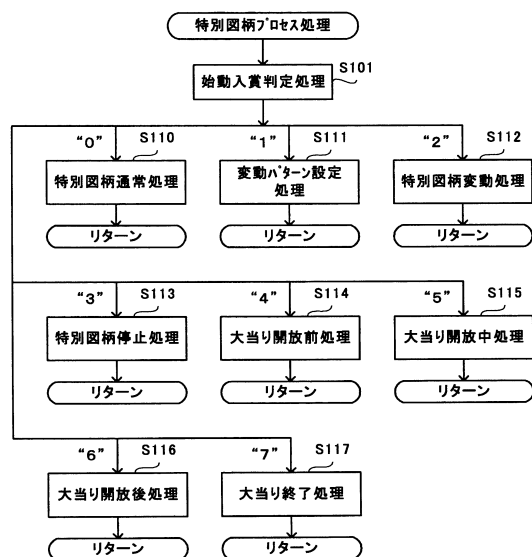 特別図柄プロセス処理
S101
始動入賞判定処理
“0”
S110
特別図柄通常処理
リターン
“1”
S111
変動パターン設定
処理
リターン
“2”
S112
特別図柄変動処理
リターン
“3”
S113
特別図柄停止処理
リターン
“4”
S114
大当り開放前処理
リターン
“5”
S115
大当り開放中処理
リターン
“6”
S116
大当り開放後処理
リターン
“7”
S117
大当り終了処理
リターン